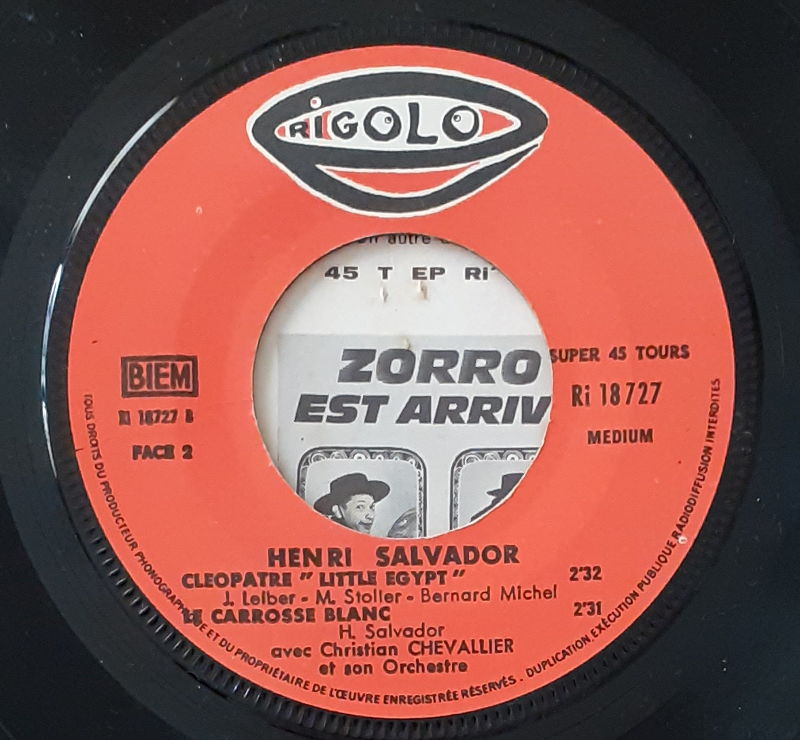 RIGOLO
un autre
45 T EP Ri
ZORRO
EST ARRIV
SUPER 45 TOURS
Ri 18727
MEDIUM
BIEM
RI 18727 B
FACE 2
HENRI SALVADOR
CLEOPATRE " LITTLE EGYPT " 2'32
J. Leiber - M. Stoller - Bernard Michel
LE CARROSSE BLANC 2'31
H. Salvador
avec Christian CHEVALLIER
et son Orchestre
TOUS DROITS DU PRODUCTEUR PHONOGRAPHIQUE ET DU PROPRIÉTAIRE DE L'ŒUVRE ENREGISTRÉE RÉSERVÉS . DUPLICATION EXÉCUTION PUBLIQUE RADIODIFFUSION INTERDITES